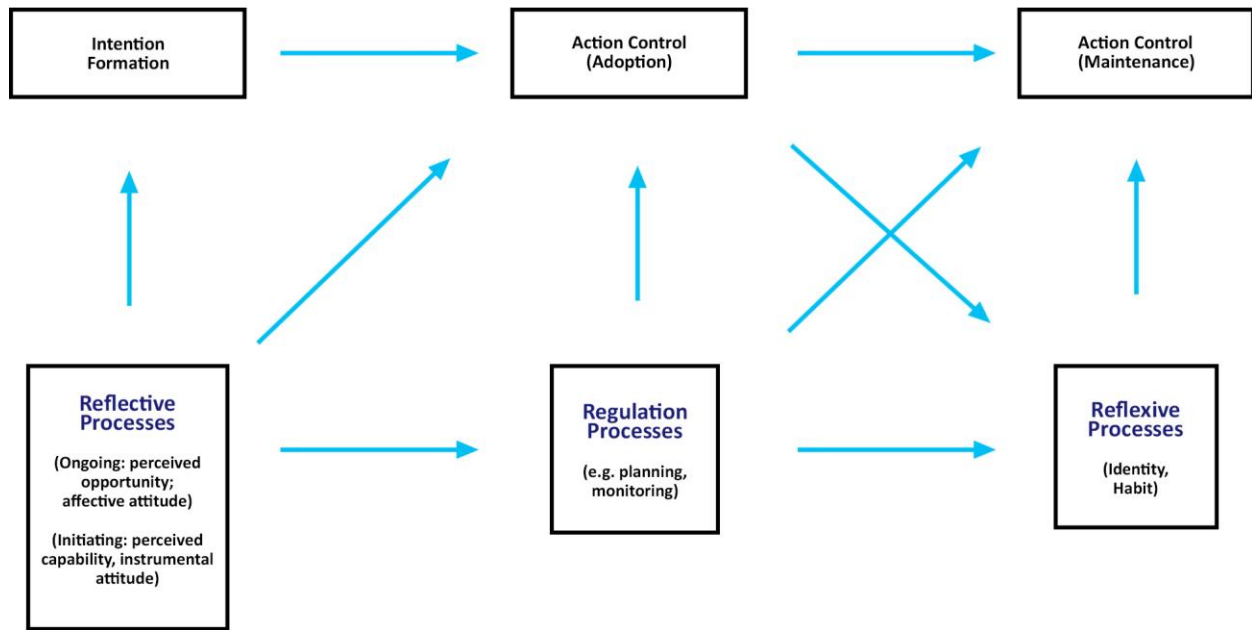 Intention
Formation
Action Control
(Adoption)
Action Control
(Maintenance)
Reflective
Processes
(Ongoing: perceived
opportunity;
affective attitude)
(Initiating: perceived
capability, instrumental
attitude)
Regulation
Processes
(e.g. planning,
monitoring)
Reflexive
Processes
(Identity,
Habit)